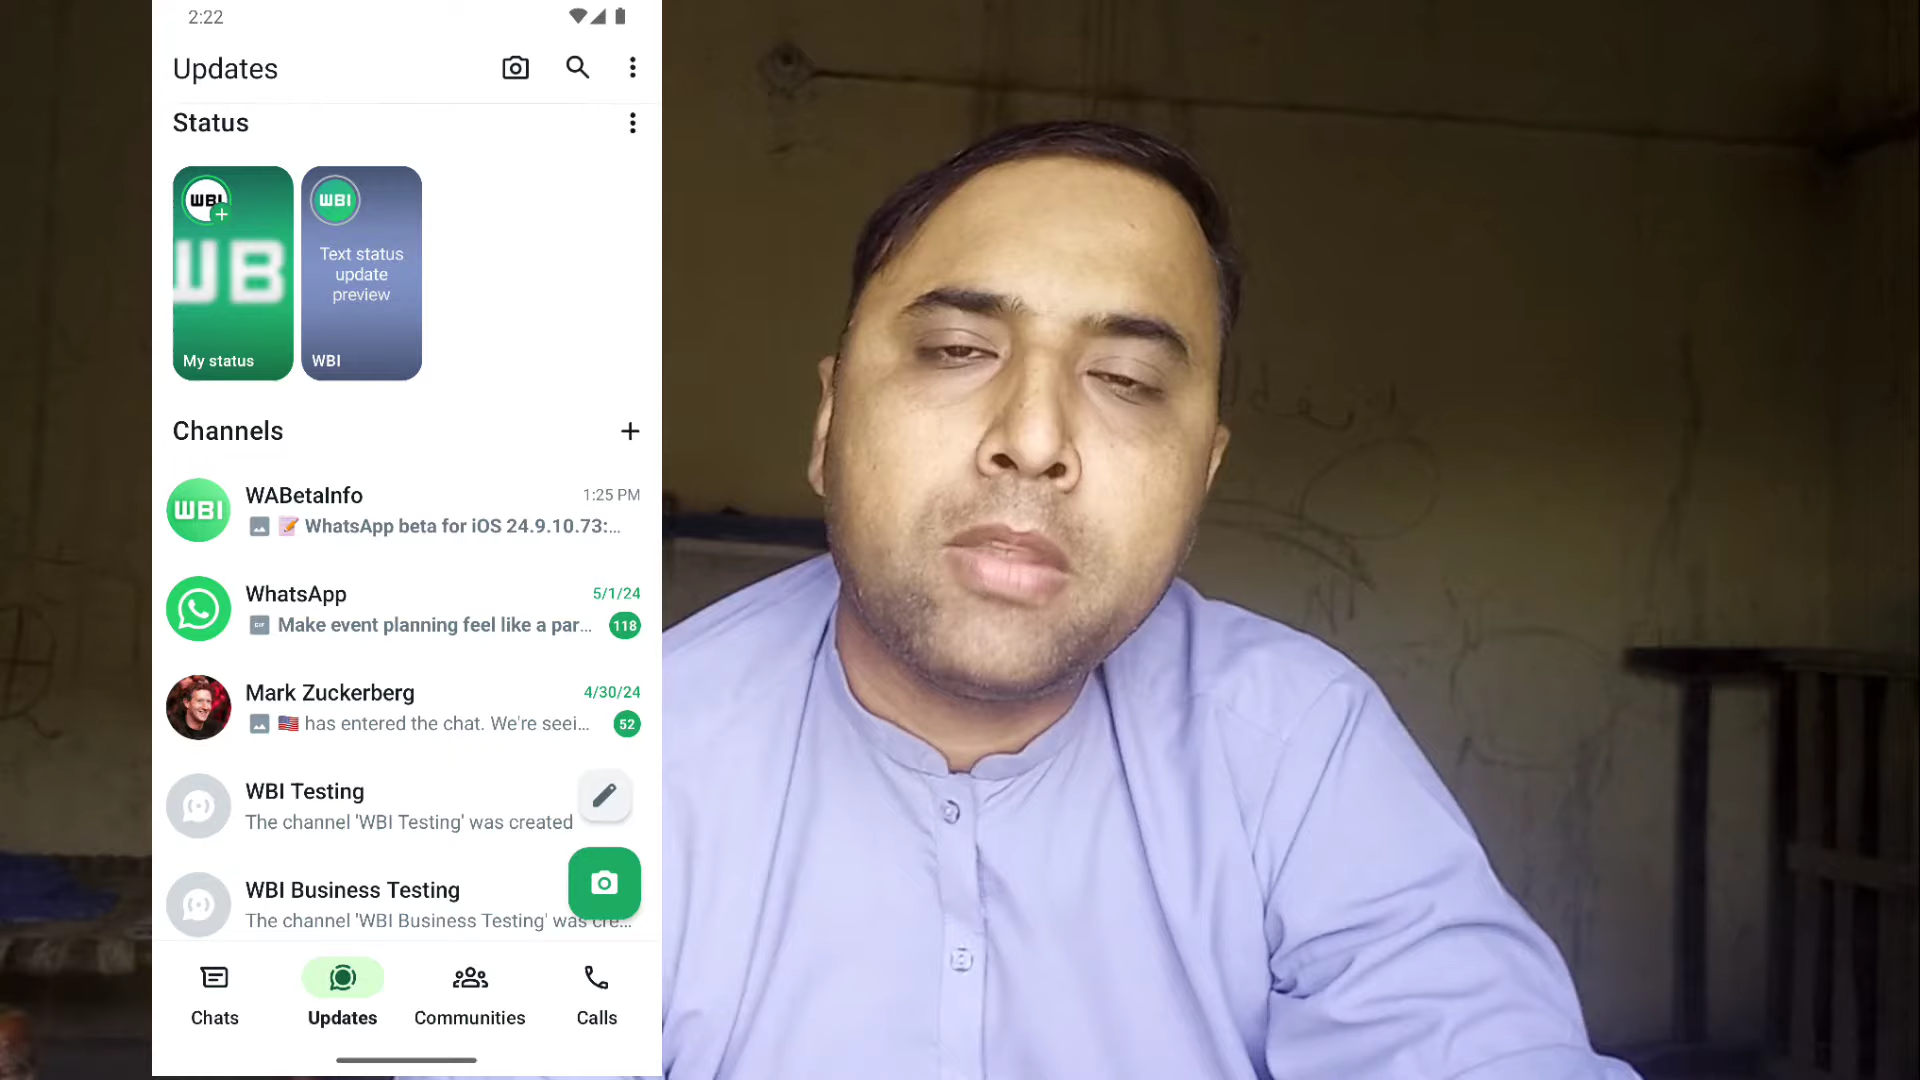 2:22
Updates
Status
WBI
WBI
WB
Text status
update
preview
My status
WBI
Channels
WBI
WABetaInfo
1:25 PM
📝 WhatsApp beta for iOS 24.9.10.73:...
WhatsApp
5/1/24
GIF
Make event planning feel like a par...
118
Mark Zuckerberg
4/30/24
🇺🇸 has entered the chat. We're seei...
52
WBI Testing
The channel 'WBI Testing' was created
WBI Business Testing
The channel 'WBI Business Testing' was cre...
Chats
Updates
Communities
Calls